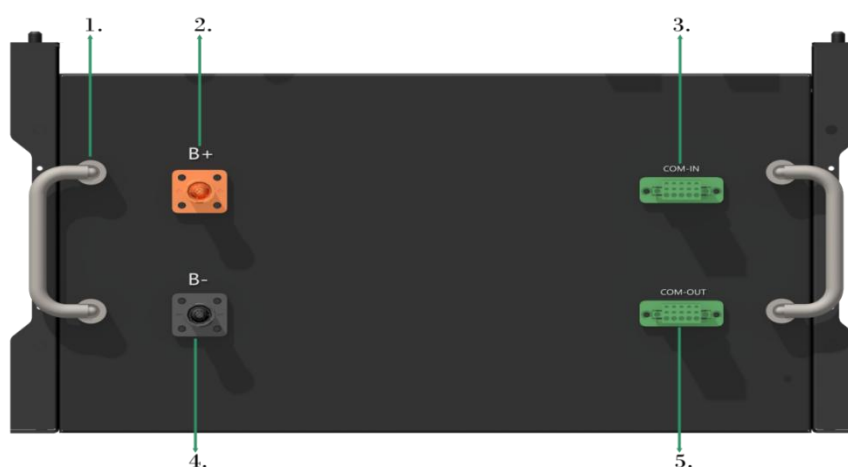 1. 2. 3.
B+
COM-IN
B-
COM-OUT
4. 5.